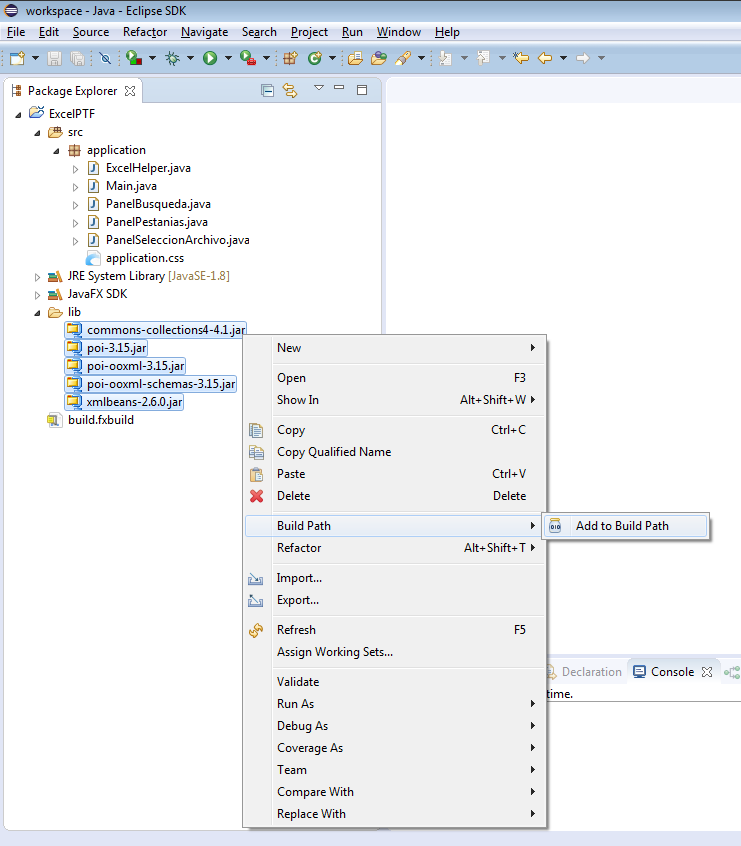 workspace - Java - Eclipse SDK
File Edit Source Refactor Navigate Search Project Run Window Help
Package Explorer
ExcelPTF
src
application
ExcelHelper.java
Main.java
PanelBusqueda.java
PanelPestanias.java
PanelSeleccionArchivo.java
application.css
JRE System Library [JavaSE-1.8]
JavaFX SDK
lib
commons-collections4-4.1.jar
poi-3.15.jar
poi-ooxml-3.15.jar
poi-ooxml-schemas-3.15.jar
xmlbeans-2.6.0.jar
build.fxbuild
New
Open F3
Show In Alt+Shift+W
Copy Ctrl+C
Copy Qualified Name
Paste Ctrl+V
Delete Delete
Build Path
Add to Build Path
Refactor Alt+Shift+T
Import...
Export...
Refresh F5
Assign Working Sets...
Validate
Run As
Debug As
Coverage As
Team
Compare With
Replace With
Declaration Console
time.